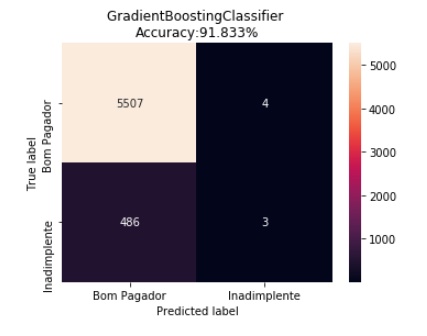 GradientBoostingClassifier
Accuracy:91.833%
True label
Bom Pagador
Inadimplente
5507
4
486
3
Bom Pagador
Inadimplente
Predicted label
5000
4000
3000
2000
1000